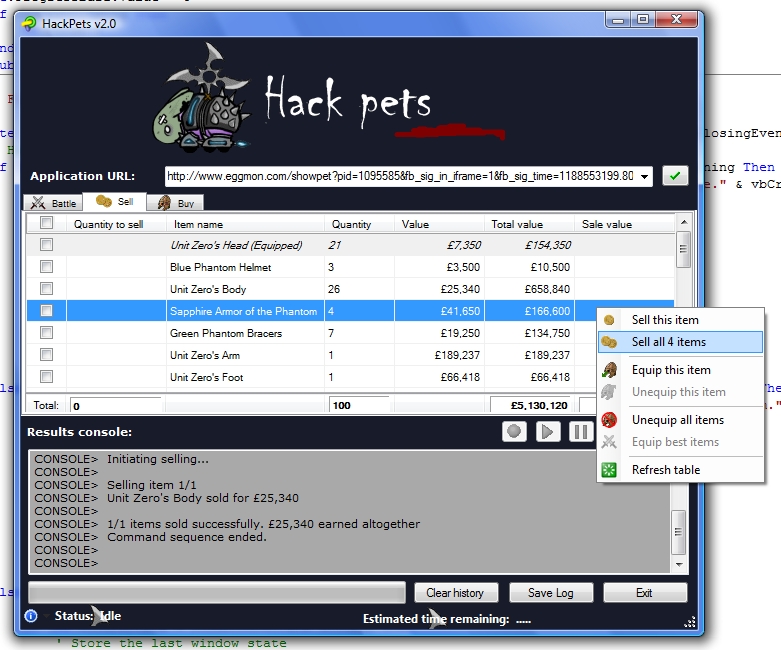 HackPets v2.0
Hack pets
Application URL: http://www.eggmon.com/showpet?pid=1095585&fb_sig_in_iframe=1&fb_sig_time=1188553199.80
Battle Sell Buy
Quantity to sell Item name Quantity Value Total value Sale value
Unit Zero's Head (Equipped) 21 £7,350 £154,350
Blue Phantom Helmet 3 £3,500 £10,500
Unit Zero's Body 26 £25,340 £658,840
Sapphire Armor of the Phantom 4 £41,650 £166,600
Green Phantom Bracers 7 £19,250 £134,750
Unit Zero's Arm 1 £189,237 £189,237
Unit Zero's Foot 1 £66,418 £66,418
Total: 0 100 £5,130,120
Sell this item
Sell all 4 items
Equip this item
Unequip this item
Unequip all items
Equip best items
Refresh table
Results console:
CONSOLE> Initiating selling...
CONSOLE>
CONSOLE> Selling item 1/1
CONSOLE> Unit Zero's Body sold for £25,340
CONSOLE>
CONSOLE> 1/1 items sold successfully. £25,340 earned altogether
CONSOLE> Command sequence ended.
CONSOLE>
CONSOLE>
Clear history Save Log Exit
Status: Idle Estimated time remaining: .....
losingEven
ning Then
e." & vbCr
' Store the last window state